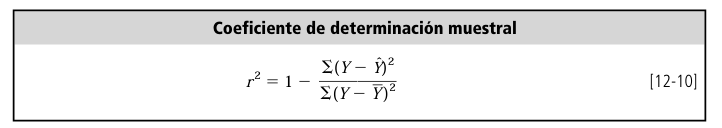 Coeficiente de determinación muestral
r² = 1 − Σ(Y − Ŷ)² / Σ(Y − Y̅)² [12-10]